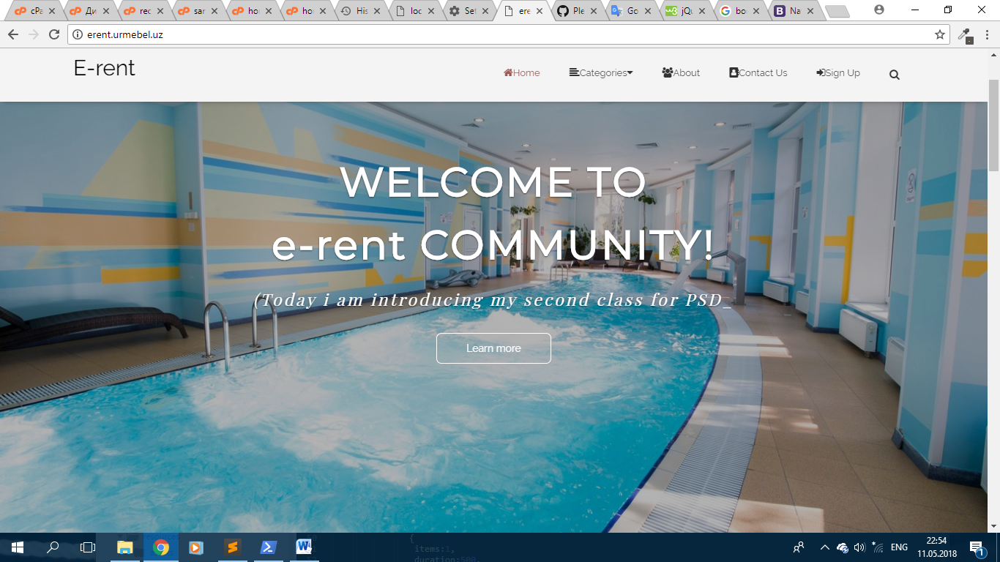 cPa
Ди
rec
sar
ho
ho
His
loc
Set
ere
Ple
Go
jQu
bo
Na
erent.urmebel.uz
E-rent
Home
Categories
About
Contact Us
Sign Up
WELCOME TO
e-rent COMMUNITY!
(Today i am introducing my second class for PSD_
Learn more
ENG
22:54
11.05.2018
1
{
items:1,
duration:500,